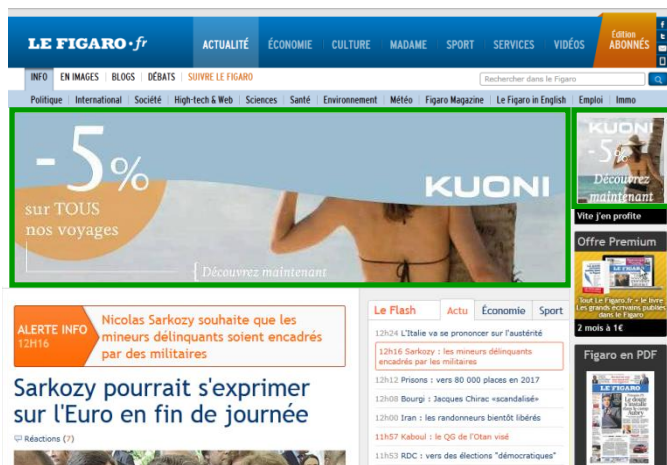 LE FIGARO·fr
ACTUALITÉ
ÉCONOMIE
CULTURE
MADAME
SPORT
SERVICES
VIDÉOS
Édition
ABONNÉS
INFO
EN IMAGES
BLOGS
DÉBATS
SUIVRE LE FIGARO
Rechercher dans le Figaro
Politique
International
Société
High-tech & Web
Sciences
Santé
Environnement
Météo
Figaro Magazine
Le Figaro in English
Emploi
Immo
-5%
sur TOUS
nos voyages
KUONI
Découvrez maintenant
KUONI
-5%
Découvrez
maintenant
Vite j'en profite
Offre Premium
LE FIGARO
Tout Le Figaro.fr + le livre
Les grands écrivains publiés
dans le Figaro
2 mois à 1€
Figaro en PDF
LE FIGARO
ALERTE INFO
12H16
Nicolas Sarkozy souhaite que les
mineurs délinquants soient encadrés
par des militaires
Sarkozy pourrait s'exprimer
sur l'Euro en fin de journée
Réactions (7)
Le Flash
Actu
Économie
Sport
12h24 L'Italie va se prononcer sur l'austérité
12h16 Sarkozy : les mineurs délinquants
encadrés par les militaires
12h12 Prisons : vers 80 000 places en 2017
12h08 Bourgi : Jacques Chirac «scandalisé»
12h00 Iran : les randonneurs bientôt libérés
11h57 Kaboul : le QG de l'Otan visé
11h53 RDC : vers des élections "démocratiques"